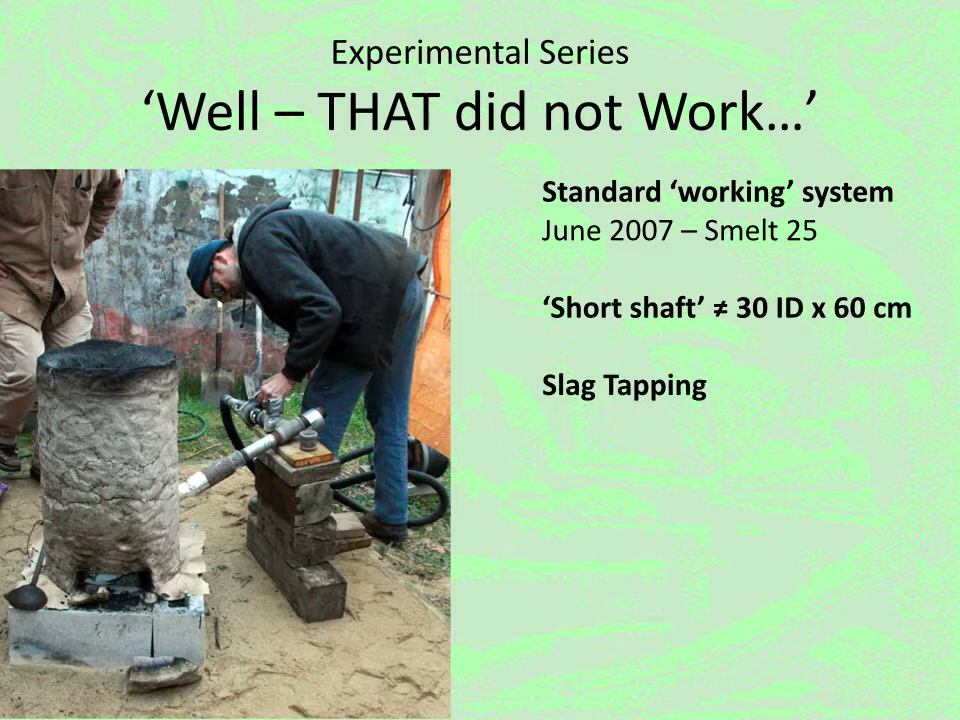 Experimental Series
‘Well – THAT did not Work…’
Standard ‘working’ system
June 2007 – Smelt 25
‘Short shaft’ ≠ 30 ID x 60 cm
Slag Tapping